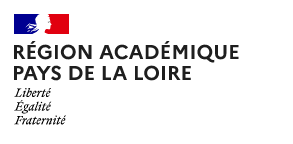 RÉGION ACADÉMIQUE
PAYS DE LA LOIRE
Liberté
Égalité
Fraternité